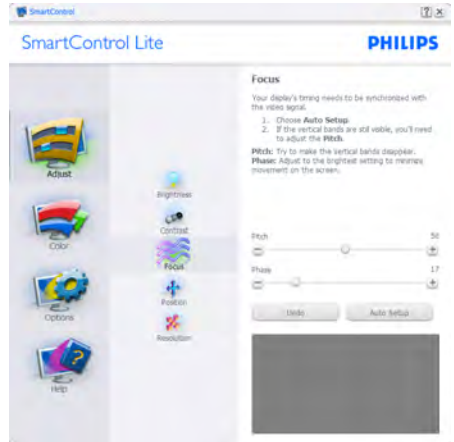 SmartControl
SmartControl Lite
PHILIPS
Adjust
Color
Options
Help
Brightness
Contrast
Focus
Position
Resolution
Focus
Your display's timing needs to be synchronized with
the video signal.
1. Choose Auto Setup.
2. If the vertical bands are still visible, you'll need
to adjust the Pitch.
Pitch: Try to make the vertical bands disappear.
Phase: Adjust to the brightest setting to minimize
movement on the screen.
Pitch 50
Phase 17
Undo Auto Setup